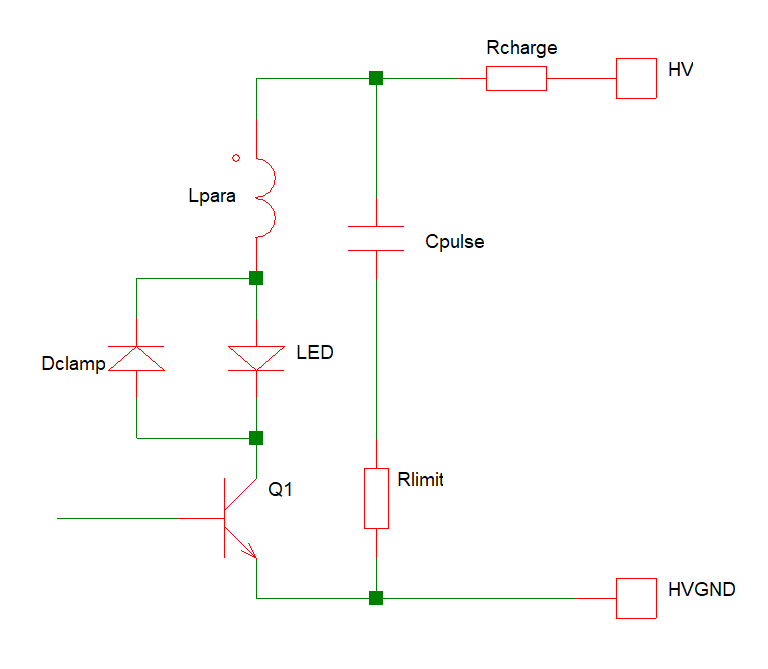 Rcharge
HV
Lpara
Cpulse
LED
Dclamp
Rlimit
Q1
HVGND